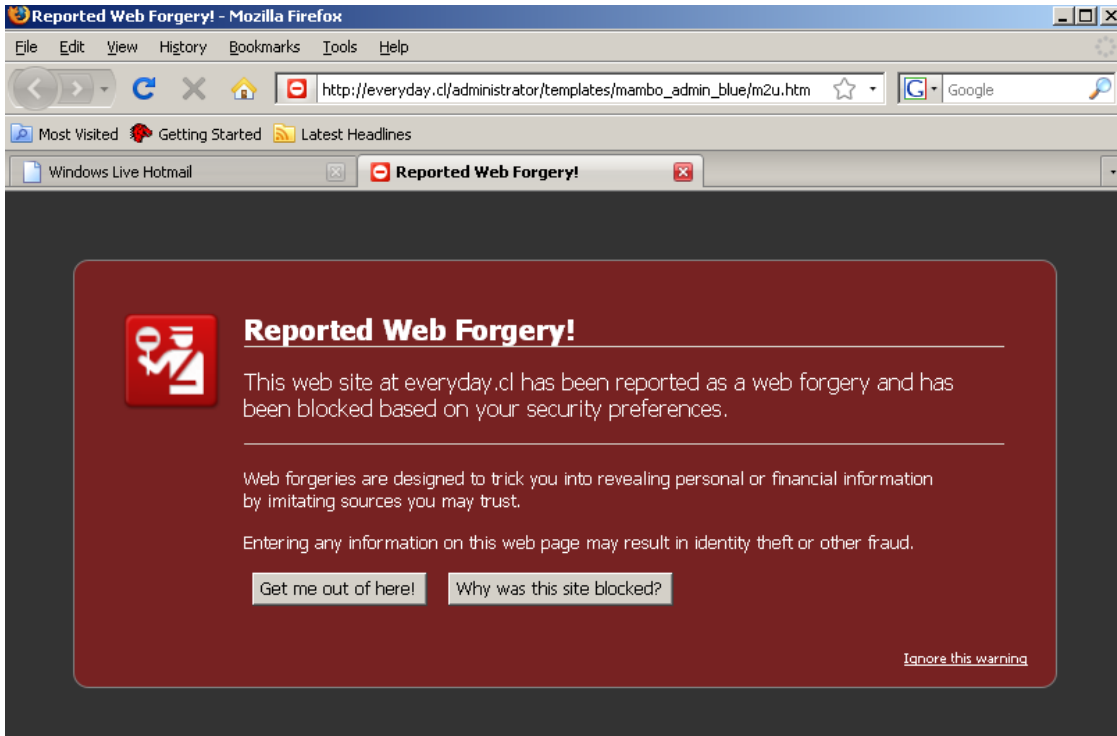 Reported Web Forgery! - Mozilla Firefox
File Edit View History Bookmarks Tools Help
http://everyday.cl/administrator/templates/mambo_admin_blue/m2u.htm G Google
Most Visited Getting Started Latest Headlines
Windows Live Hotmail Reported Web Forgery!
Reported Web Forgery!
This web site at everyday.cl has been reported as a web forgery and has
been blocked based on your security preferences.
Web forgeries are designed to trick you into revealing personal or financial information
by imitating sources you may trust.
Entering any information on this web page may result in identity theft or other fraud.
Get me out of here! Why was this site blocked?
Ignore this warning